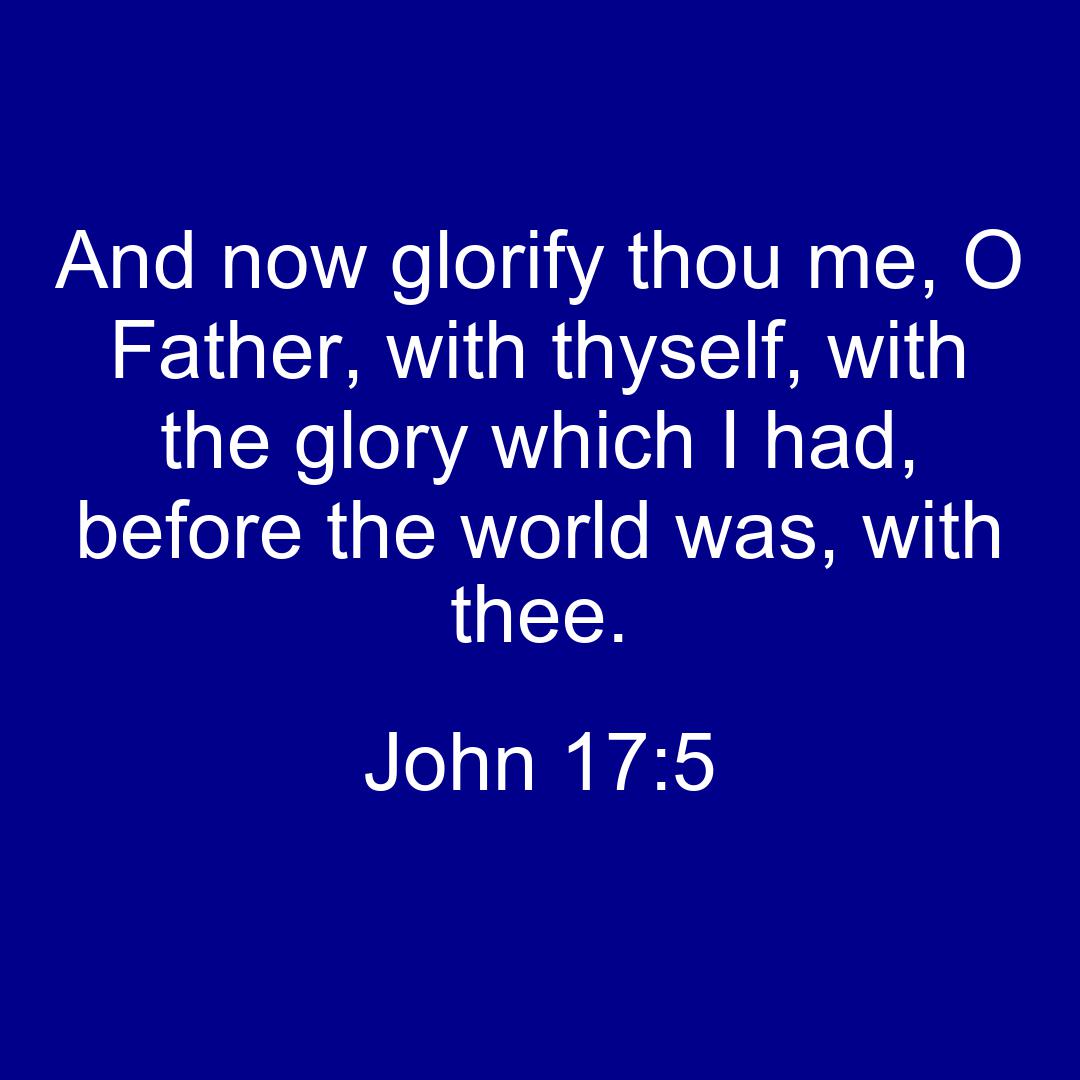 And now glorify thou me, O
Father, with thyself, with
the glory which I had,
before the world was, with
thee.
John 17:5